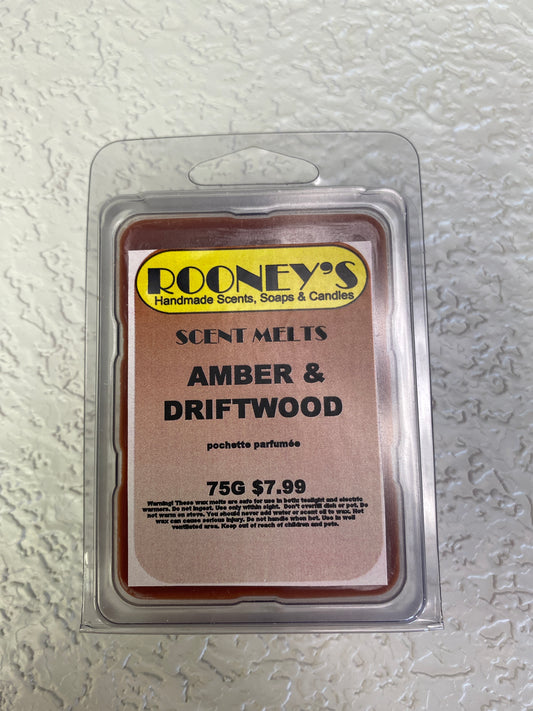 ROONEY'S
Handmade Scents, Soaps & Candles
SCENT MELTS
AMBER &
DRIFTWOOD
pochette parfumée
75G $7.99
Warning! These wax melts are safe for use in both tealight and electric
warmers. Do not ingest. Use only within sight. Don't overfill dish or pot. Do
not warm on stove. You should never add water or scent oil to wax. Hot
wax can cause serious injury. Do not handle when hot. Use in well
ventilated area. Keep out of reach of children and pets.